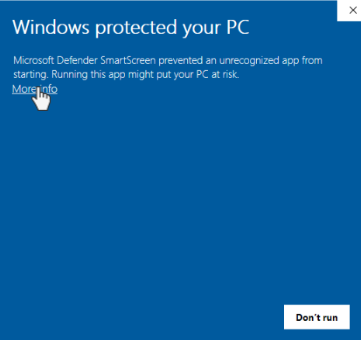 Windows protected your PC
Microsoft Defender SmartScreen prevented an unrecognized app from
starting. Running this app might put your PC at risk.
More info
Don't run